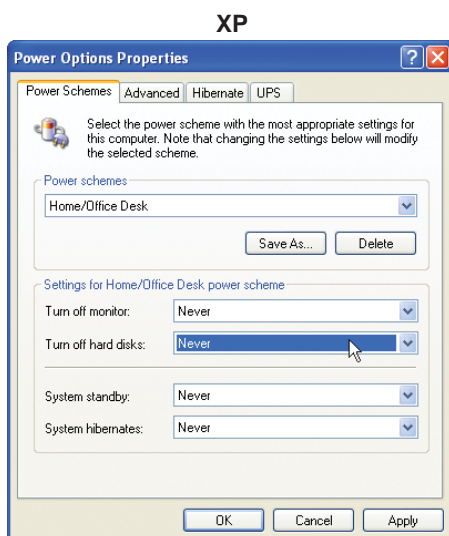 XP
Power Options Properties
Power Schemes Advanced Hibernate UPS
Select the power scheme with the most appropriate settings for
this computer. Note that changing the settings below will modify
the selected scheme.
Power schemes
Home/Office Desk
Save As... Delete
Settings for Home/Office Desk power scheme
Turn off monitor: Never
Turn off hard disks: Never
System standby: Never
System hibernates: Never
OK Cancel Apply